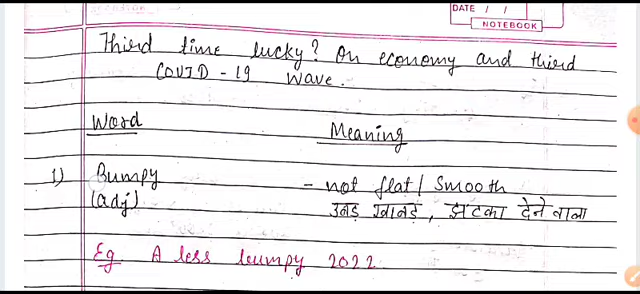 DATE / /
NOTEBOOK
Third time lucky? On economy and third
COVID-19 wave.
Word Meaning
1) Bumpy - not flat / smooth
(adj) उबड़ खाबड़, झटका देने वाला
Eg A less bumpy 2022.